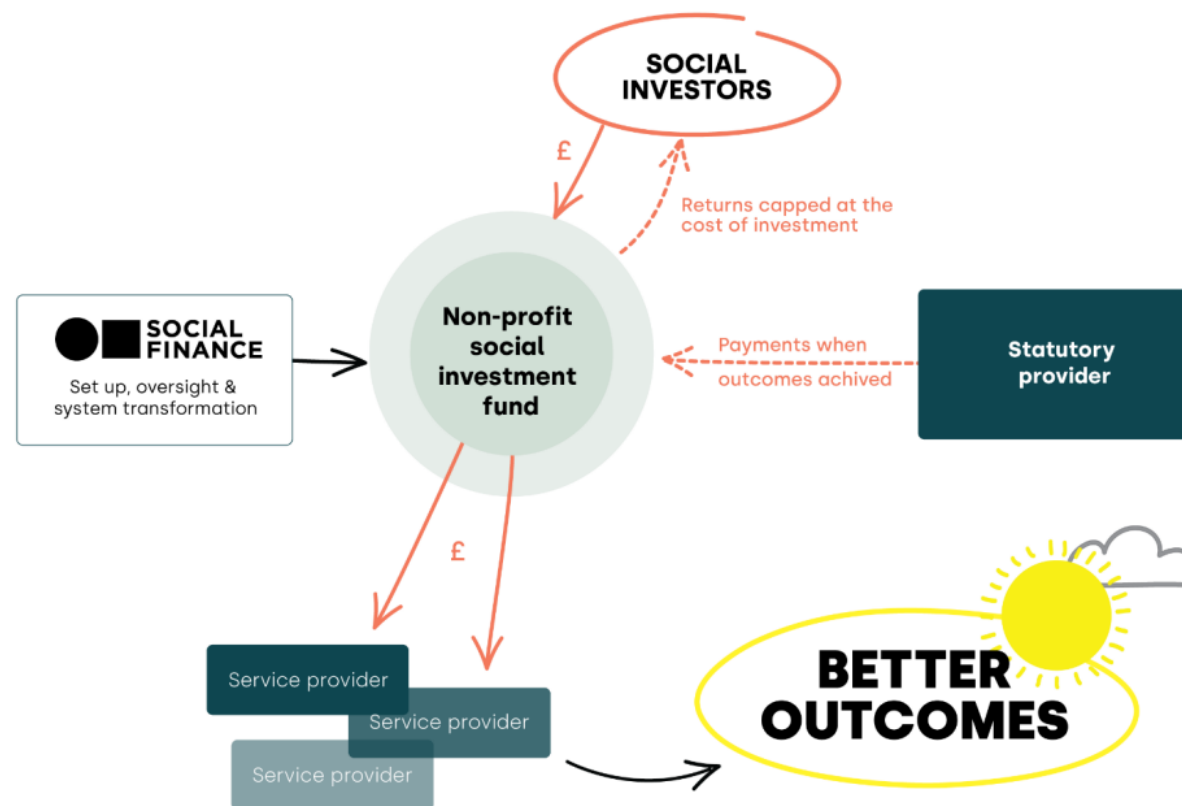 SOCIAL
INVESTORS
£
Returns capped at the
cost of investment
SOCIAL
FINANCE
Set up, oversight &
system transformation
Non-profit
social
investment
fund
Payments when
outcomes achived
Statutory
provider
£
Service provider
Service provider
Service provider
BETTER
OUTCOMES